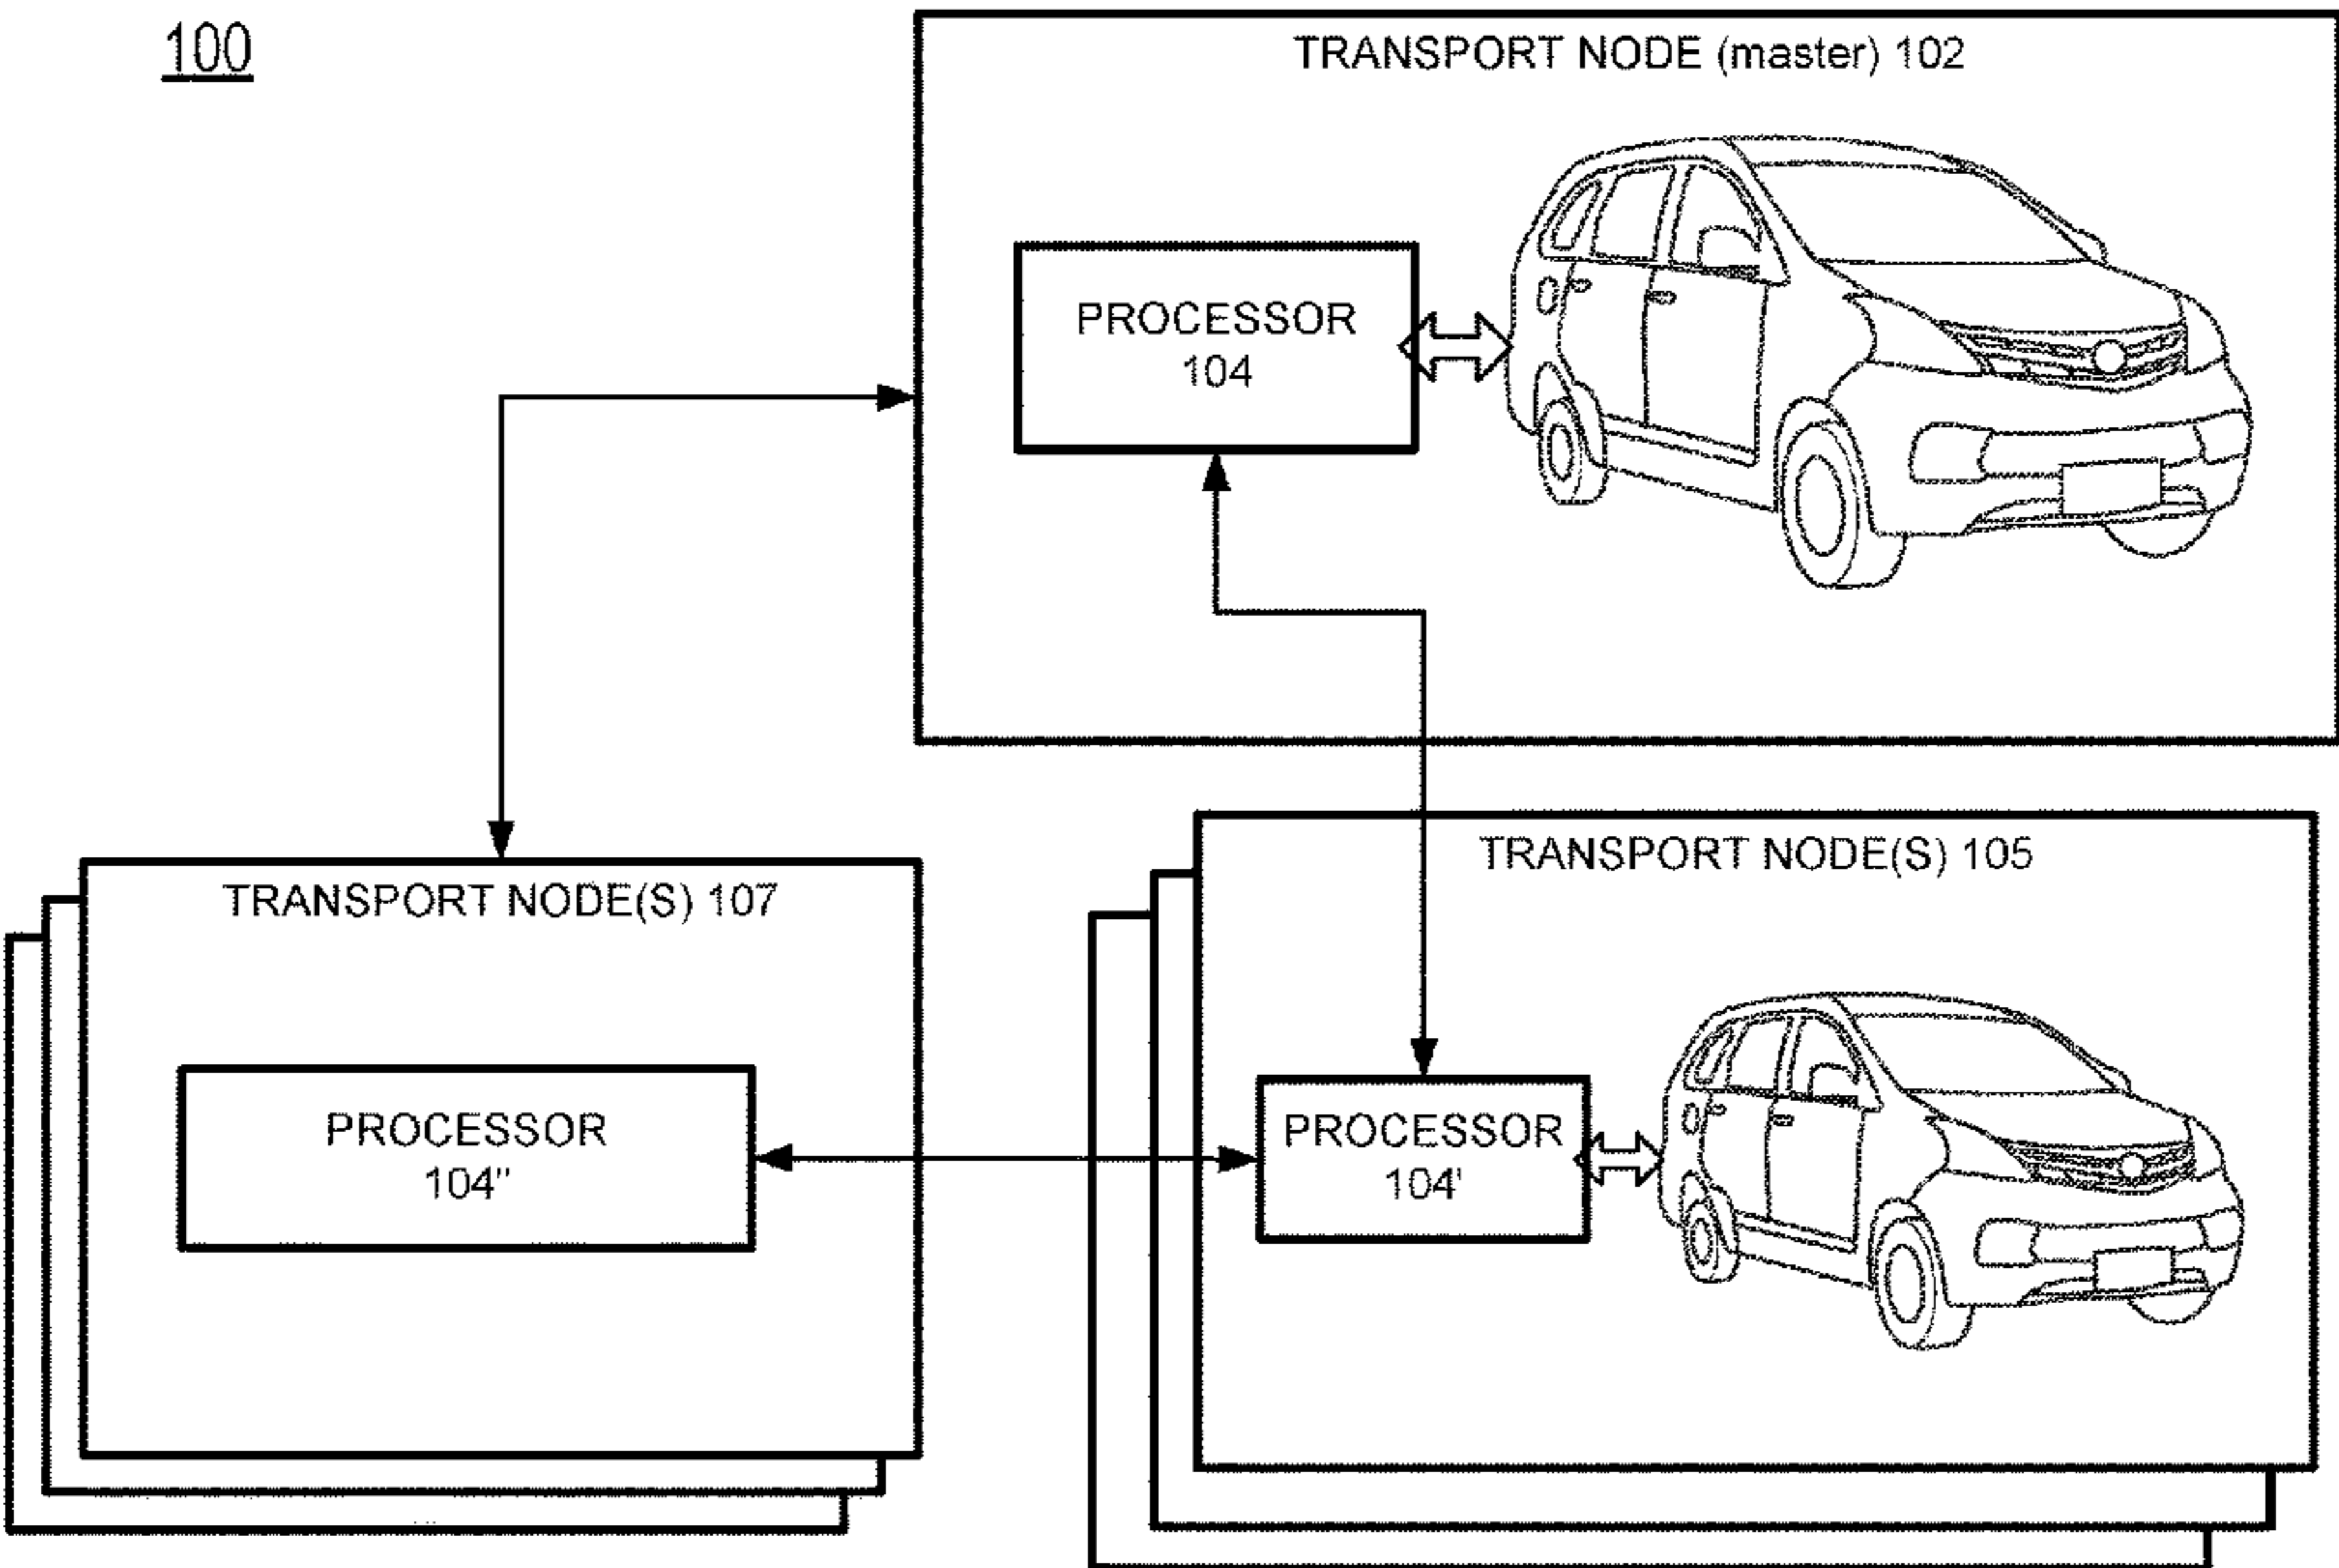 100
TRANSPORT NODE (master) 102
PROCESSOR
104
TRANSPORT NODE(S) 107
PROCESSOR
104"
TRANSPORT NODE(S) 105
PROCESSOR
104'